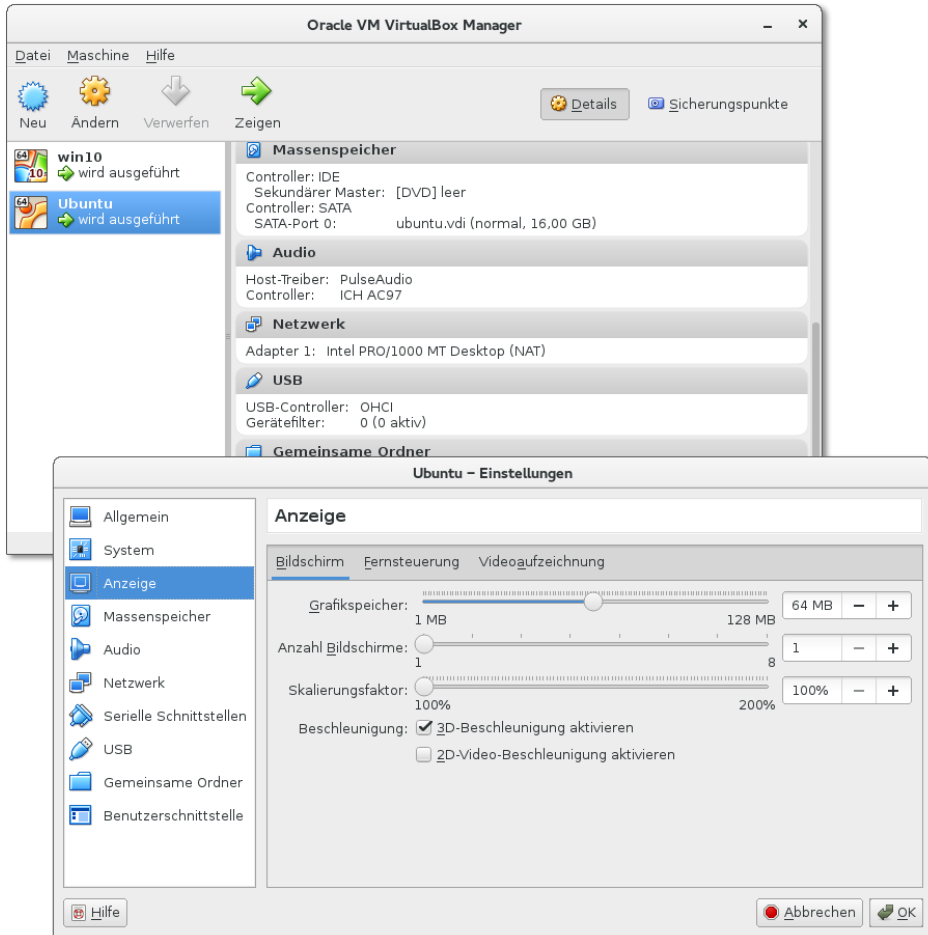 Oracle VM VirtualBox Manager
Datei Maschine Hilfe
Neu Ändern Verwerfen Zeigen Details Sicherungspunkte
64 10
win10
wird ausgeführt
64
Ubuntu
wird ausgeführt
Massenspeicher
Controller: IDE
Sekundärer Master: [DVD] leer
Controller: SATA
SATA-Port 0: ubuntu.vdi (normal, 16,00 GB)
Audio
Host-Treiber: PulseAudio
Controller: ICH AC97
Netzwerk
Adapter 1: Intel PRO/1000 MT Desktop (NAT)
USB
USB-Controller: OHCI
Gerätefilter: 0 (0 aktiv)
Gemeinsame Ordner
Ubuntu – Einstellungen
Allgemein
System
Anzeige
Massenspeicher
Audio
Netzwerk
Serielle Schnittstellen
USB
Gemeinsame Ordner
Benutzerschnittstelle
Anzeige
Bildschirm Fernsteuerung Videoaufzeichnung
Grafikspeicher: 64 MB − +
1 MB 128 MB
Anzahl Bildschirme: 1 − +
1 8
Skalierungsfaktor: 100% − +
100% 200%
Beschleunigung: 3D-Beschleunigung aktivieren
2D-Video-Beschleunigung aktivieren
Hilfe Abbrechen OK